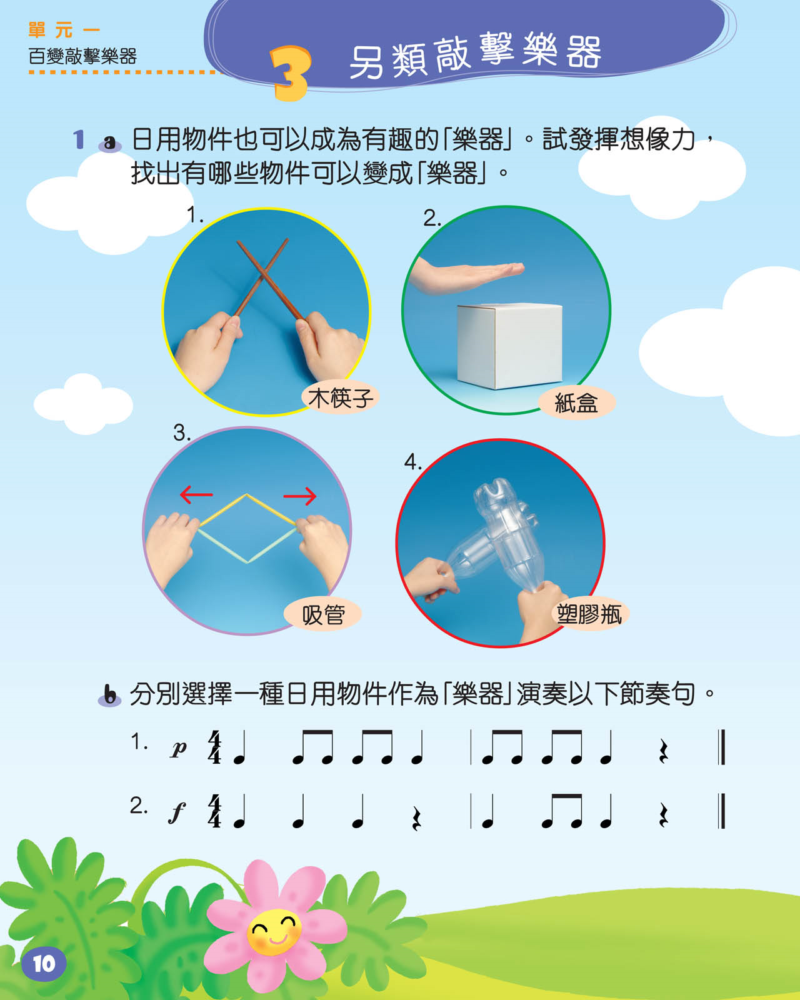 單元一
百變敲擊樂器
3 另類敲擊樂器
1 a 日用物件也可以成為有趣的「樂器」。試發揮想像力，
找出有哪些物件可以變成「樂器」。
1.
木筷子
2.
紙盒
3.
吸管
4.
塑膠瓶
b 分別選擇一種日用物件作為「樂器」演奏以下節奏句。
1. p 4/4
2. f 4/4
10